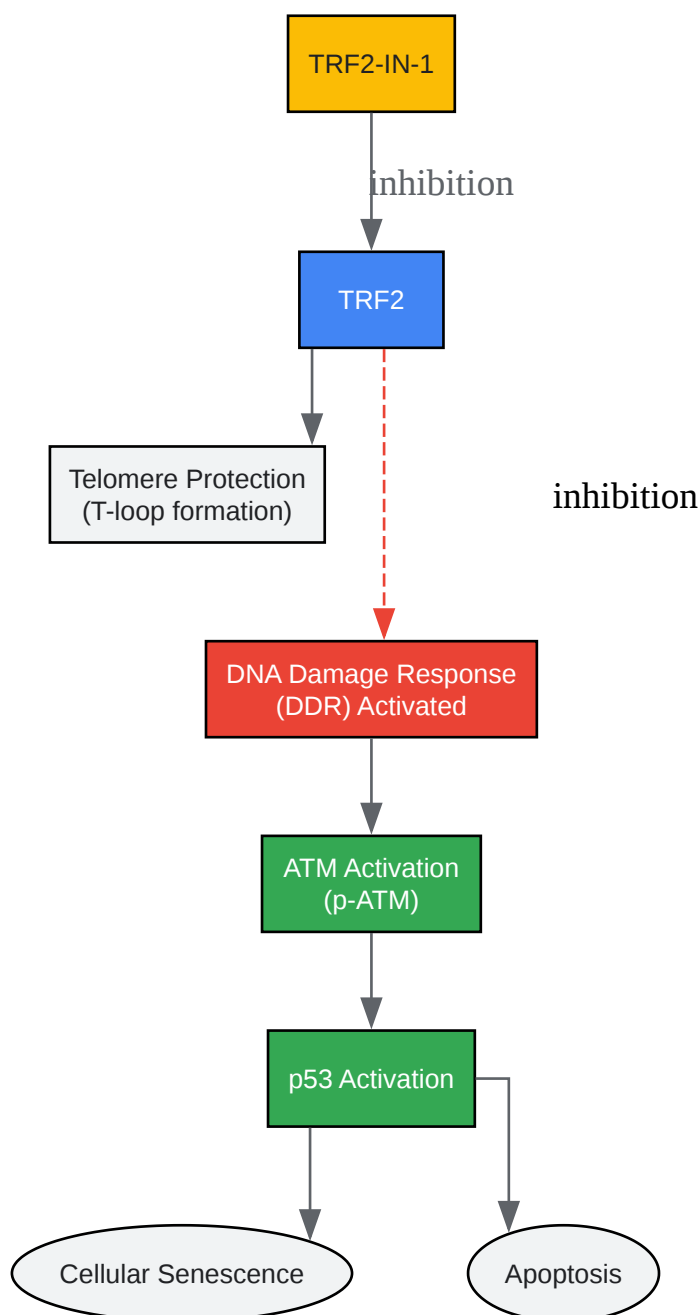 TRF2-IN-1
inhibition
TRF2
Telomere Protection
(T-loop formation)
inhibition
DNA Damage Response
(DDR) Activated
ATM Activation
(p-ATM)
p53 Activation
Cellular Senescence
Apoptosis